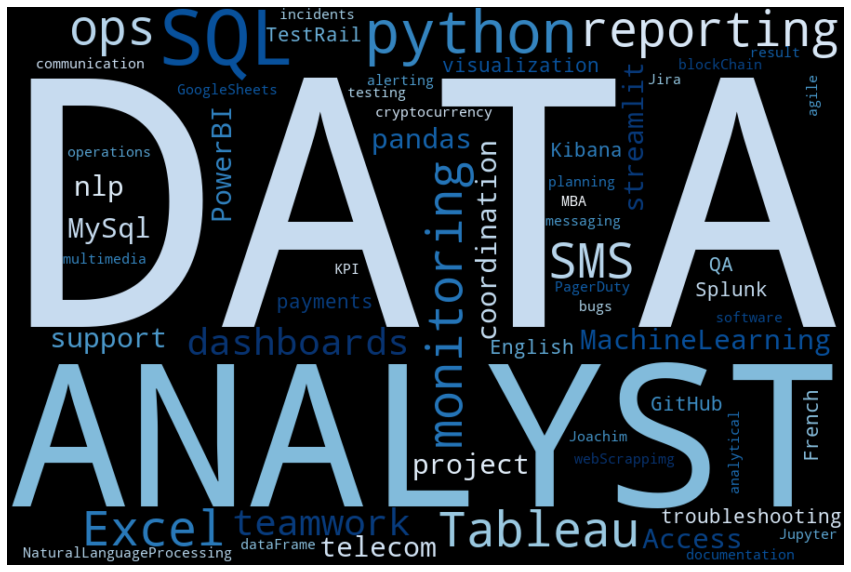 ops
SQL
incidents
TestRail
python
reporting
communication
GoogleSheets
alerting
testing
visualization
cryptocurrency
streamlit
blockChain
result
Jira
agile
DATA
operations
PowerBI
pandas
Kibana
nlp
monitoring
coordination
planning
MBA
MySql
messaging
multimedia
KPI
SMS
QA
PagerDuty
Splunk
payments
bugs
software
support
dashboards
English
MachineLearning
ANALYST
GitHub
French
Joachim
analytical
project
webScrappimg
Excel
teamwork
Tableau
troubleshooting
Access
Jupyter
NaturalLanguageProcessing
dataFrame
telecom
documentation